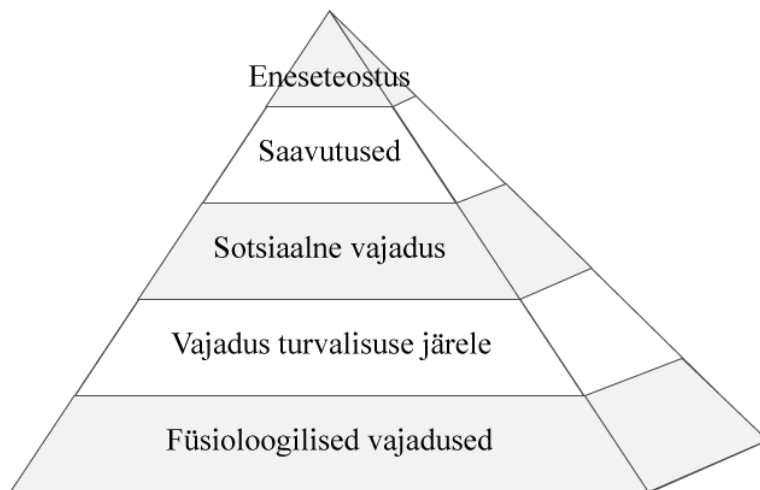 Eneseteostus
Saavutused
Sotsiaalne vajadus
Vajadus turvalisuse järele
Füsioloogilised vajadused